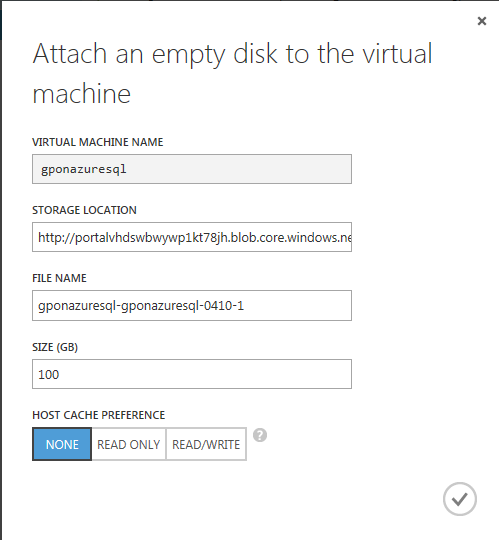 Attach an empty disk to the virtual
machine
VIRTUAL MACHINE NAME
gponazuresql
STORAGE LOCATION
http://portalvhdswbwywp1kt78jh.blob.core.windows.ne
FILE NAME
gponazuresql-gponazuresql-0410-1
SIZE (GB)
100
HOST CACHE PREFERENCE
NONE READ ONLY READ/WRITE ?